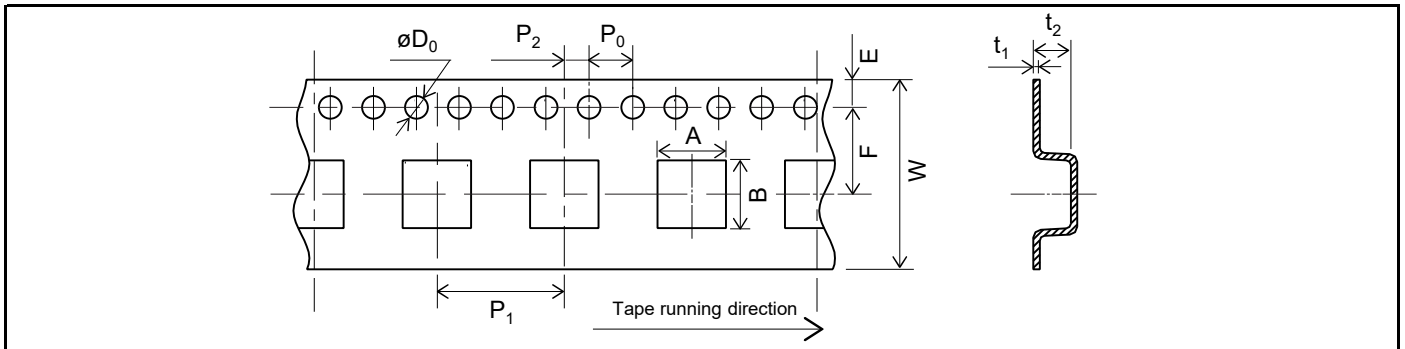 øD₀
P₂
P₀
E
t₁
t₂
A
B
F
W
P₁
Tape running direction